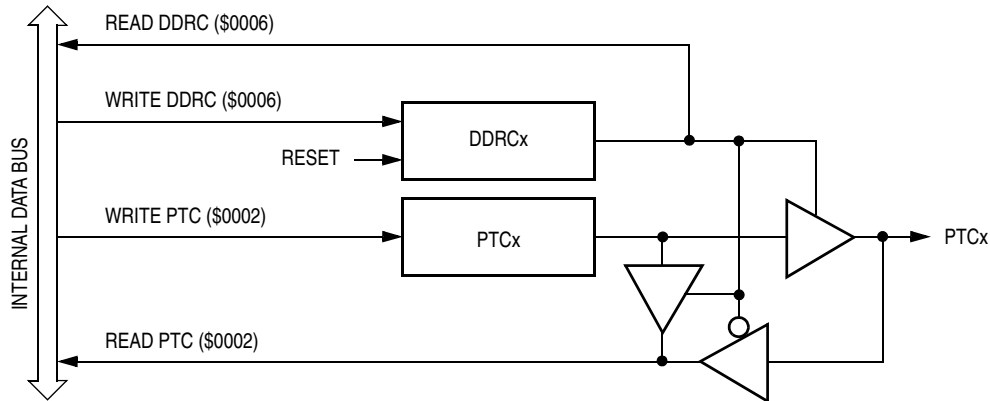 READ DDRC ($0006)
WRITE DDRC ($0006)
DDRCx
RESET
WRITE PTC ($0002)
PTCx
PTCx
READ PTC ($0002)
INTERNAL DATA BUS